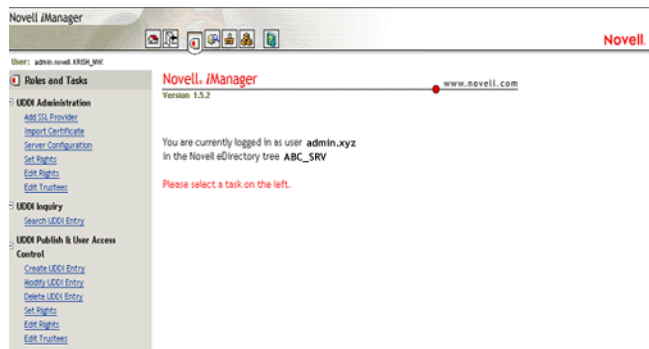 Novell iManager
Novell.
User: admin.novell.KRISH_NW.
Roles and Tasks
UDDI Administration
Add SSL Provider
Import Certificate
Server Configuration
Set Rights
Edit Rights
Edit Trustees
UDDI Inquiry
Search UDDI Entry
UDDI Publish & User Access
Control
Create UDDI Entry
Modify UDDI Entry
Delete UDDI Entry
Set Rights
Edit Rights
Edit Trustees
Novell. iManager
www.novell.com
Version 1.5.2
You are currently logged in as user admin.xyz
in the Novell eDirectory tree ABC_SRV
Please select a task on the left.